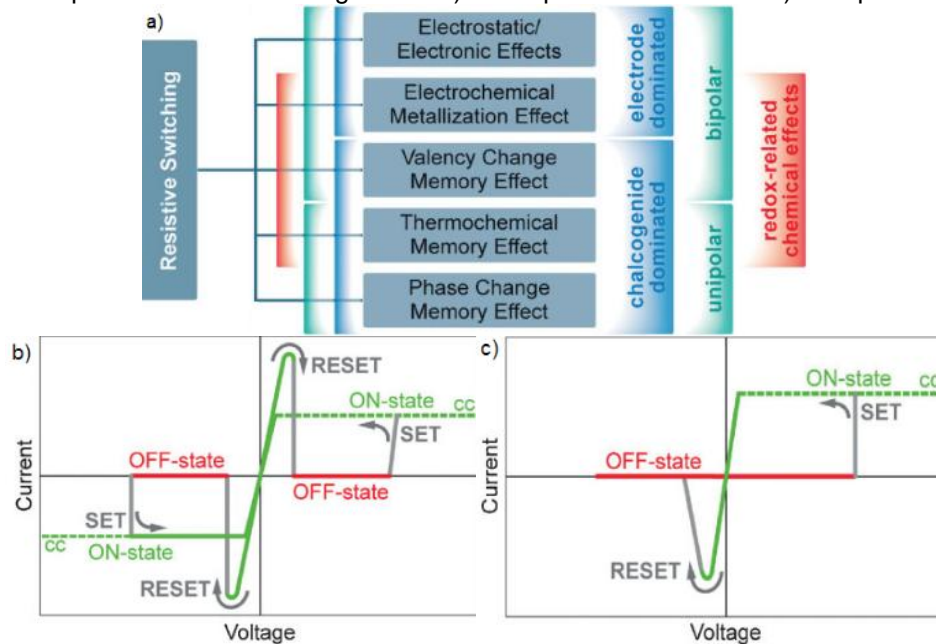 a)
Resistive Switching
Electrostatic/
Electronic Effects
Electrochemical
Metallization Effect
Valency Change
Memory Effect
Thermochemical
Memory Effect
Phase Change
Memory Effect
electrode
dominated
chalcogenide
dominated
bipolar
unipolar
redox-related
chemical effects
b)
RESET
ON-state
cc
SET
OFF-state
OFF-state
SET
cc
ON-state
RESET
Current
Voltage
c)
ON-state
cc
SET
OFF-state
RESET
Current
Voltage